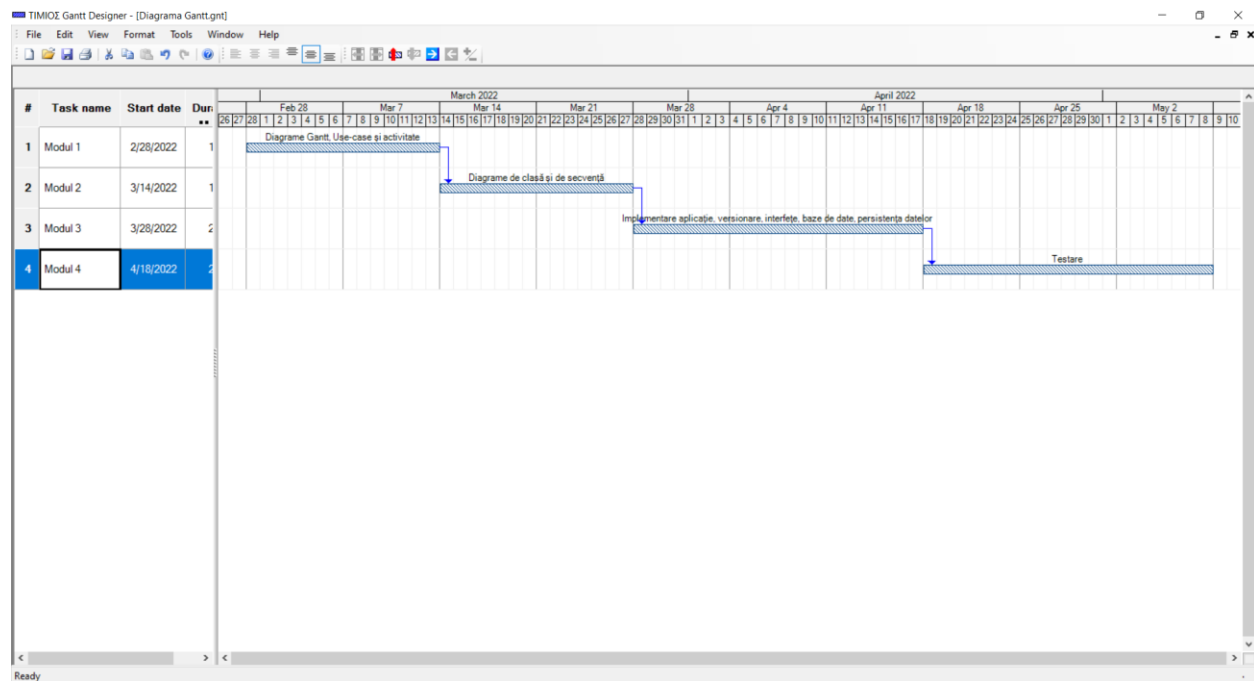 TIMIOΣ Gantt Designer - [Diagrama Gantt.gnt]
File Edit View Format Tools Window Help
March 2022 April 2022
# Task name Start date Dura Feb 28 Mar 7 Mar 14 Mar 21 Mar 28 Apr 4 Apr 11 Apr 18 Apr 25 May 2
26 27 28 1 2 3 4 5 6 7 8 9 10 11 12 13 14 15 16 17 18 19 20 21 22 23 24 25 26 27 28 29 30 31 1 2 3 4 5 6 7 8 9 10 11 12 13 14 15 16 17 18 19 20 21 22 23 24 25 26 27 28 29 30 1 2 3 4 5 6 7 8 9 10
Diagrame Gantt, Use-case și activitate
1 Modul 1 2/28/2022 1
Diagrame de clasă și de secvență
2 Modul 2 3/14/2022 1
Implementare aplicație, versionare, interfețe, baze de date, persistența datelor
3 Modul 3 3/28/2022 2
Testare
4 Modul 4 4/18/2022 2
Ready